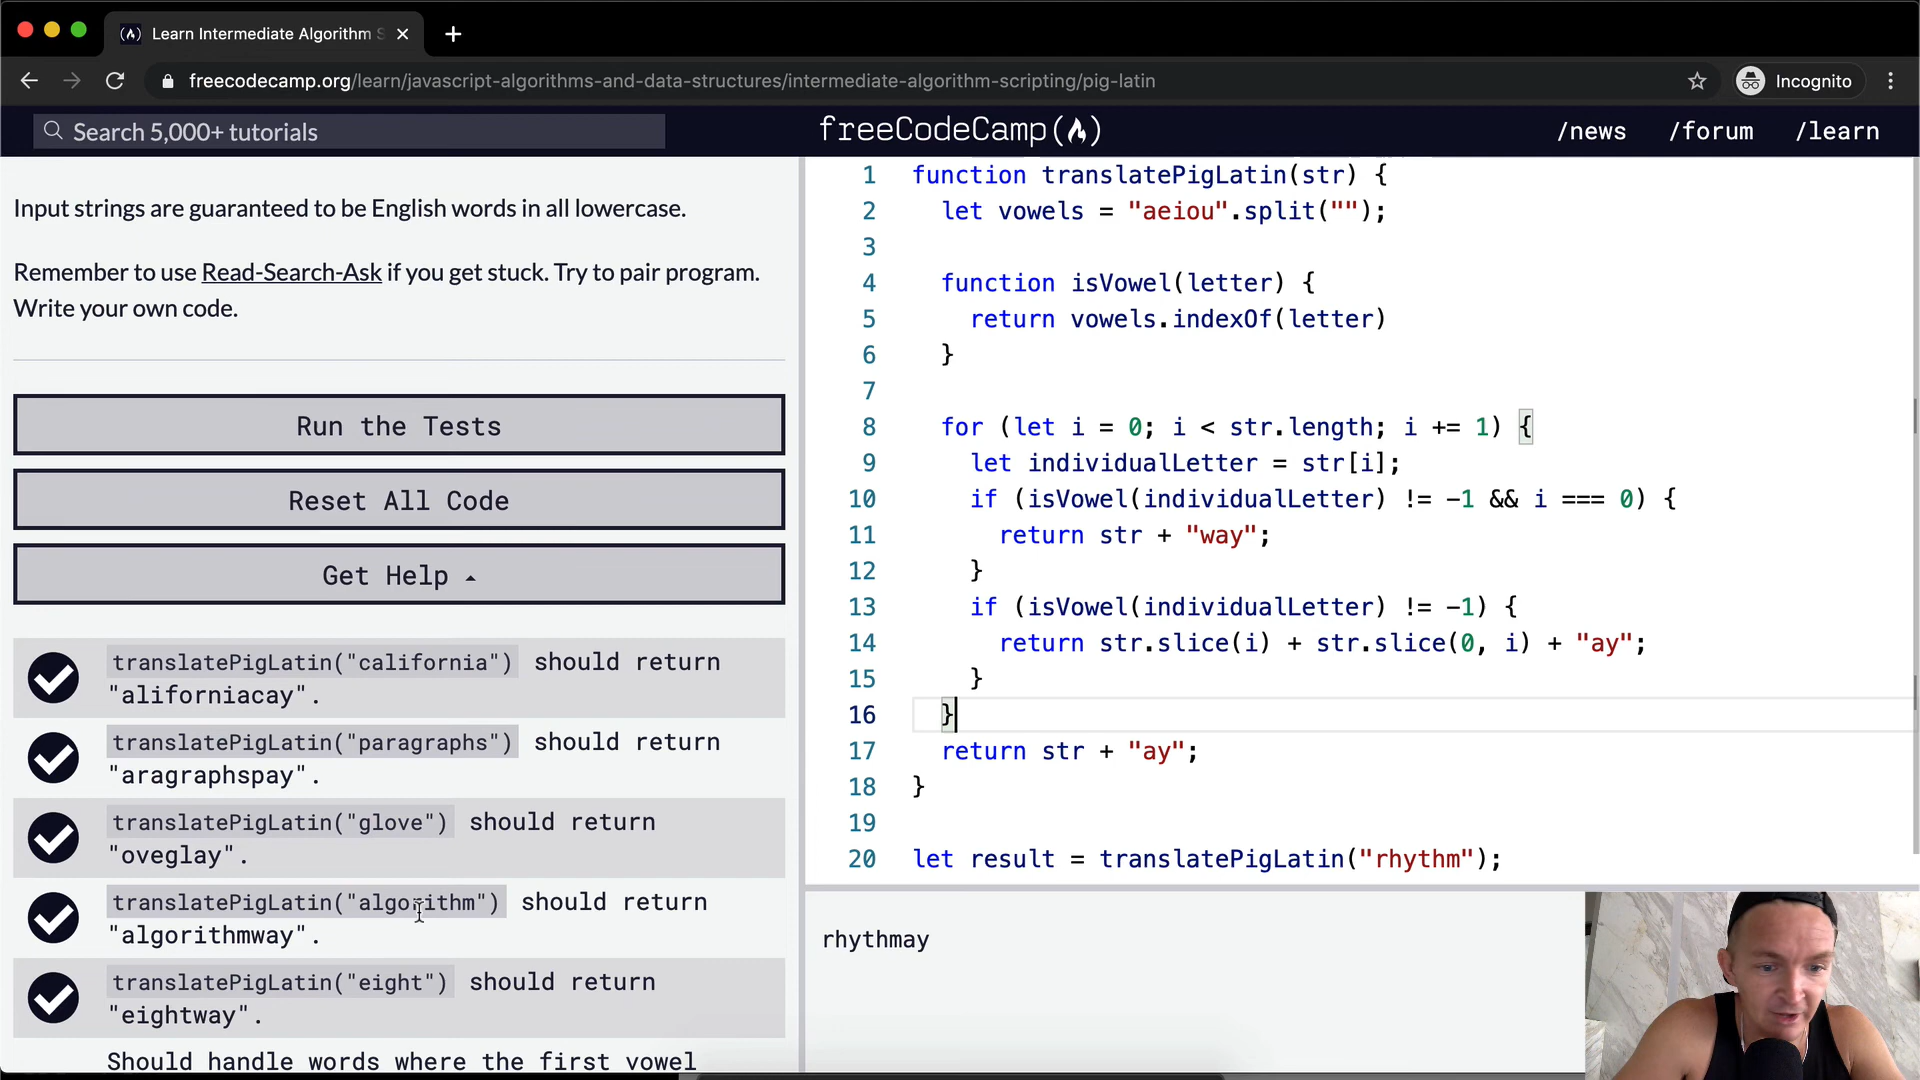 Learn Intermediate Algorithm S
freecodecamp.org/learn/javascript-algorithms-and-data-structures/intermediate-algorithm-scripting/pig-latin
Incognito
Search 5,000+ tutorials
freeCodeCamp
/news
/forum
/learn
Input strings are guaranteed to be English words in all lowercase.
Remember to use Read-Search-Ask if you get stuck. Try to pair program.
Write your own code.
Run the Tests
Reset All Code
Get Help
translatePigLatin("california") should return
"aliforniacay".
translatePigLatin("paragraphs") should return
"aragraphspay".
translatePigLatin("glove") should return
"oveglay".
translatePigLatin("algorithm") should return
"algorithmway".
translatePigLatin("eight") should return
"eightway".
Should handle words where the first vowel
1 function translatePigLatin(str) {
2 let vowels = "aeiou".split("");
3
4 function isVowel(letter) {
5 return vowels.indexOf(letter)
6 }
7
8 for (let i = 0; i < str.length; i += 1) {
9 let individualLetter = str[i];
10 if (isVowel(individualLetter) != -1 && i === 0) {
11 return str + "way";
12 }
13 if (isVowel(individualLetter) != -1) {
14 return str.slice(i) + str.slice(0, i) + "ay";
15 }
16 }
17 return str + "ay";
18 }
19
20 let result = translatePigLatin("rhythm");
rhythmay